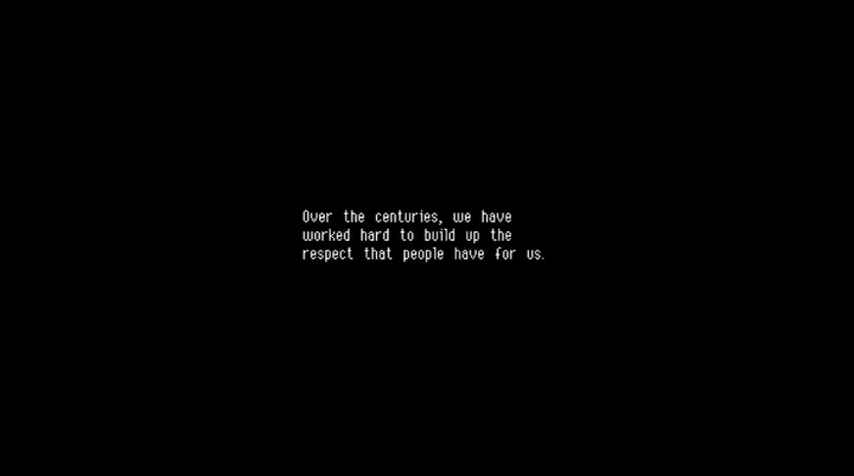 Over the centuries, we have
worked hard to build up the
respect that people have for us.